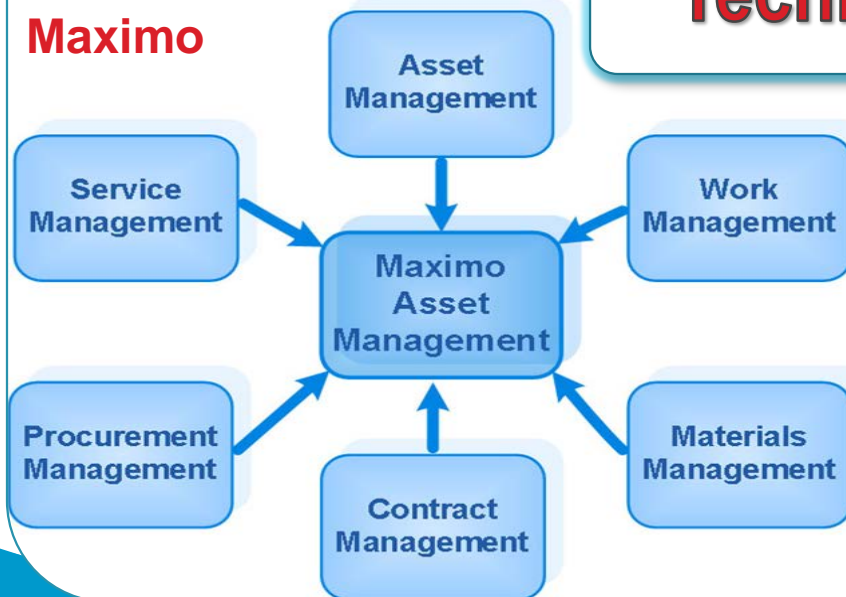 Maximo
Asset
Management
Service
Management
Work
Management
Maximo
Asset
Management
Procurement
Management
Materials
Management
Contract
Management